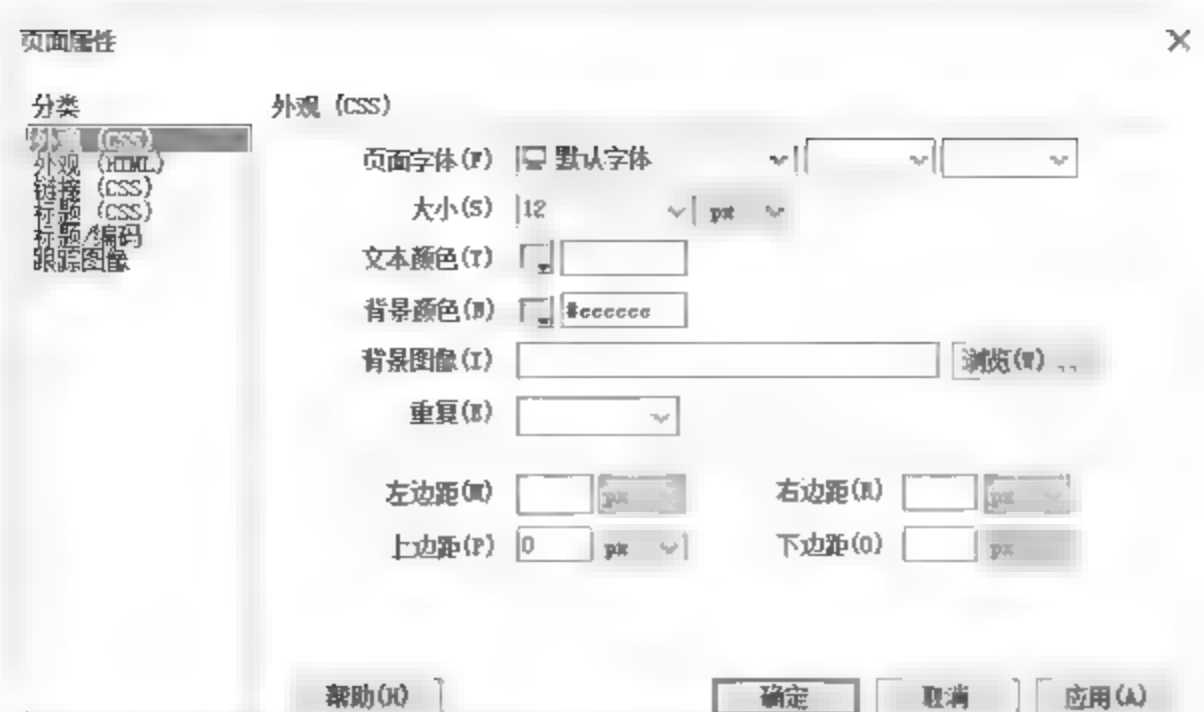 页面属性
分类
外观 (CSS)
外观 (HTML)
链接 (CSS)
标题 (CSS)
标题/编码
跟踪图像
外观 (CSS)
页面字体(F) 默认字体
大小(S) 12 px
文本颜色(T)
背景颜色(B) #cccccc
背景图像(I) 浏览(W)...
重复(E)
左边距(M) px 右边距(R) px
上边距(P) 0 px 下边距(O) px
帮助(H) 确定 取消 应用(A)